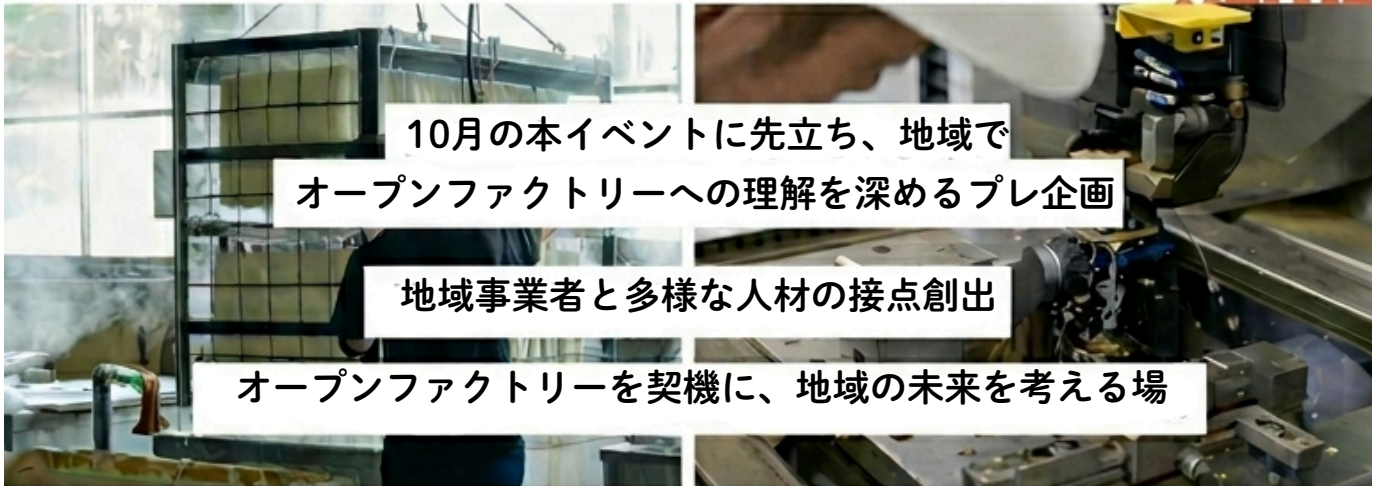 10月の本イベントに先立ち、地域で
オープンファクトリーへの理解を深めるプレ企画
地域事業者と多様な人材の接点創出
オープンファクトリーを契機に、地域の未来を考える場